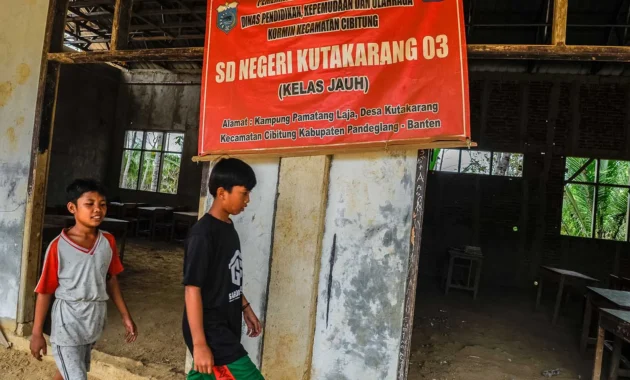 DINAS PENDIDIKAN, KEPEMUDAAN DAN OLAHRAGA
KORMIN KECAMATAN CIBITUNG
SD NEGERI KUTAKARANG 03
(KELAS JAUH)
Alamat : Kampung Pamatang Laja, Desa Kutakarang
Kecamatan Cibitung Kabupaten Pandeglang - Banten